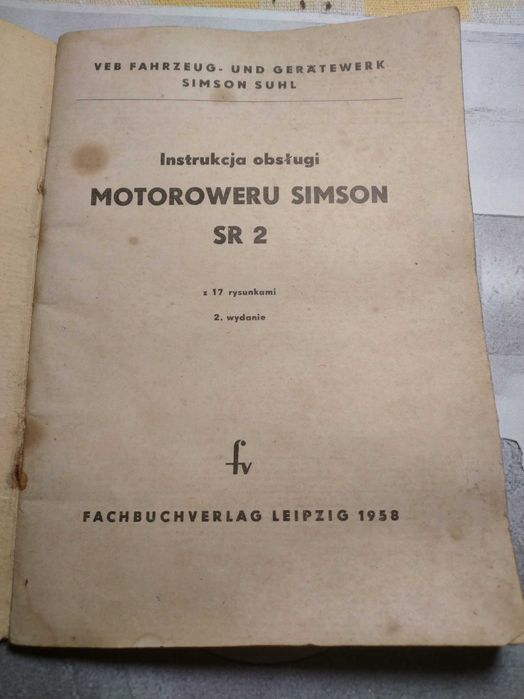 VEB FAHRZEUG- UND GERÄTEWERK
SIMSON SUHL
Instrukcja obsługi
MOTOROWERU SIMSON
SR 2
z 17 rysunkami
2. wydanie
fv
FACHBUCHVERLAG LEIPZIG 1958